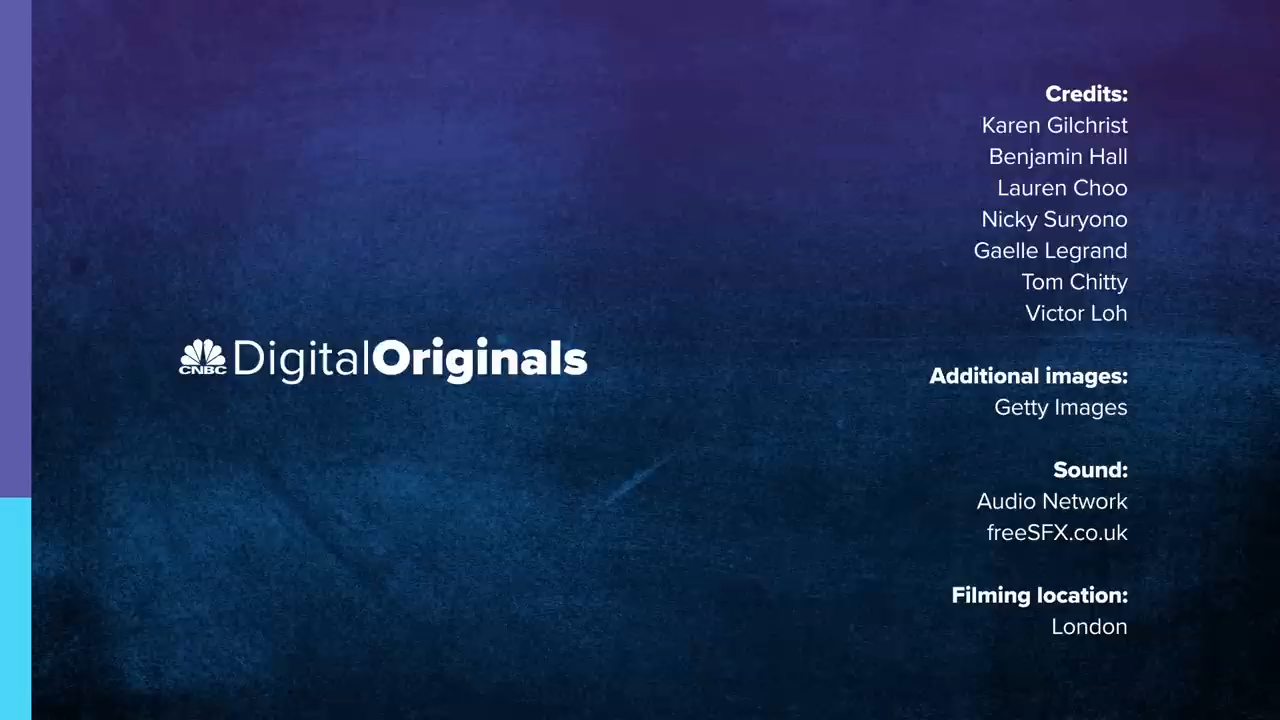 CNBC DigitalOriginals
Credits:
Karen Gilchrist
Benjamin Hall
Lauren Choo
Nicky Suryono
Gaelle Legrand
Tom Chitty
Victor Loh
Additional images:
Getty Images
Sound:
Audio Network
freeSFX.co.uk
Filming location:
London